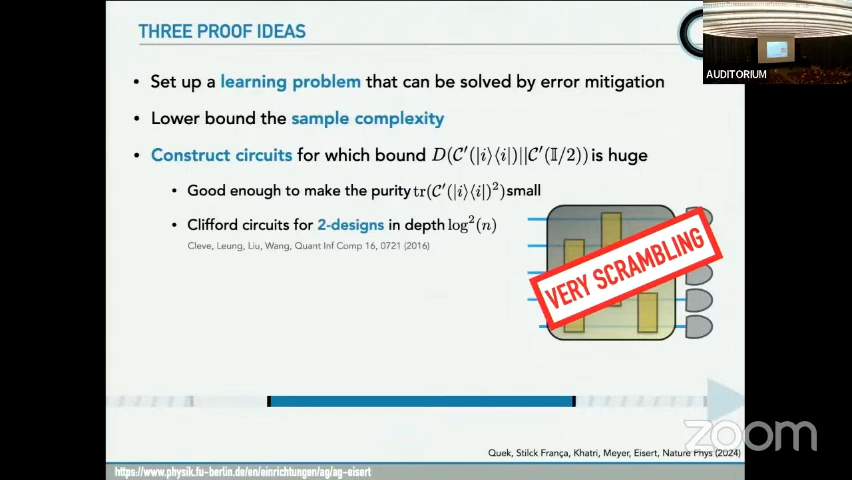 THREE PROOF IDEAS
AUDITORIUM
• Set up a learning problem that can be solved by error mitigation
• Lower bound the sample complexity
• Construct circuits for which bound D(C′(|i⟩⟨i|)||C′(𝕀/2)) is huge
• Good enough to make the purity tr(C′(|i⟩⟨i|)²) small
• Clifford circuits for 2-designs in depth log²(n)
Cleve, Leung, Liu, Wang, Quant Inf Comp 16, 0721 (2016)
VERY SCRAMBLING
zoom
Quek, Stilck França, Khatri, Meyer, Eisert, Nature Phys (2024)
https://www.physik.fu-berlin.de/en/einrichtungen/ag/ag-eisert